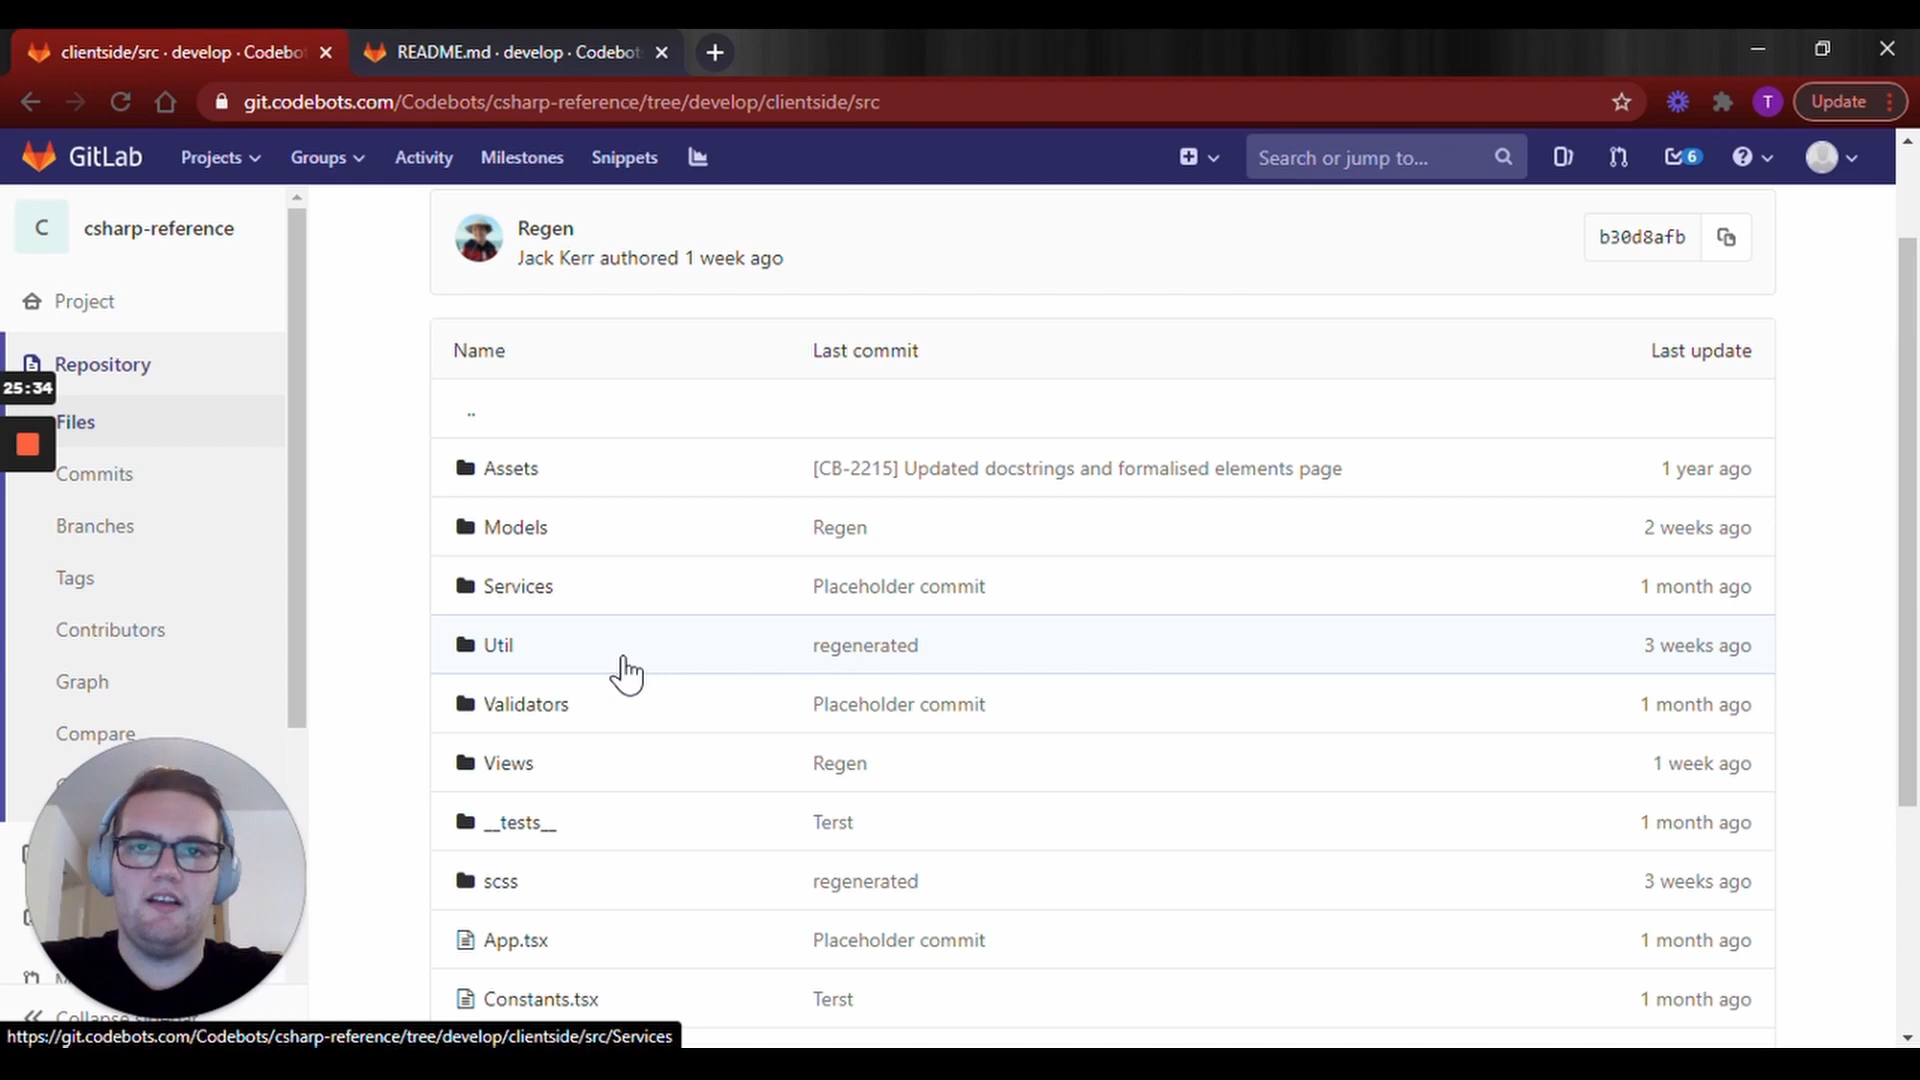 clientside/src · develop · Codebo
README.md · develop · Codebot
git.codebots.com/Codebots/csharp-reference/tree/develop/clientside/src
T
Update
GitLab
Projects
Groups
Activity
Milestones
Snippets
Search or jump to...
6
C
csharp-reference
Project
Repository
25:34
Files
Commits
Branches
Tags
Contributors
Graph
Compare
Collapse sidebar
Regen
Jack Kerr authored 1 week ago
b30d8afb
Name Last commit Last update
..
Assets [CB-2215] Updated docstrings and formalised elements page 1 year ago
Models Regen 2 weeks ago
Services Placeholder commit 1 month ago
Util regenerated 3 weeks ago
Validators Placeholder commit 1 month ago
Views Regen 1 week ago
__tests__ Terst 1 month ago
scss regenerated 3 weeks ago
App.tsx Placeholder commit 1 month ago
Constants.tsx Terst 1 month ago
https://git.codebots.com/Codebots/csharp-reference/tree/develop/clientside/src/Services